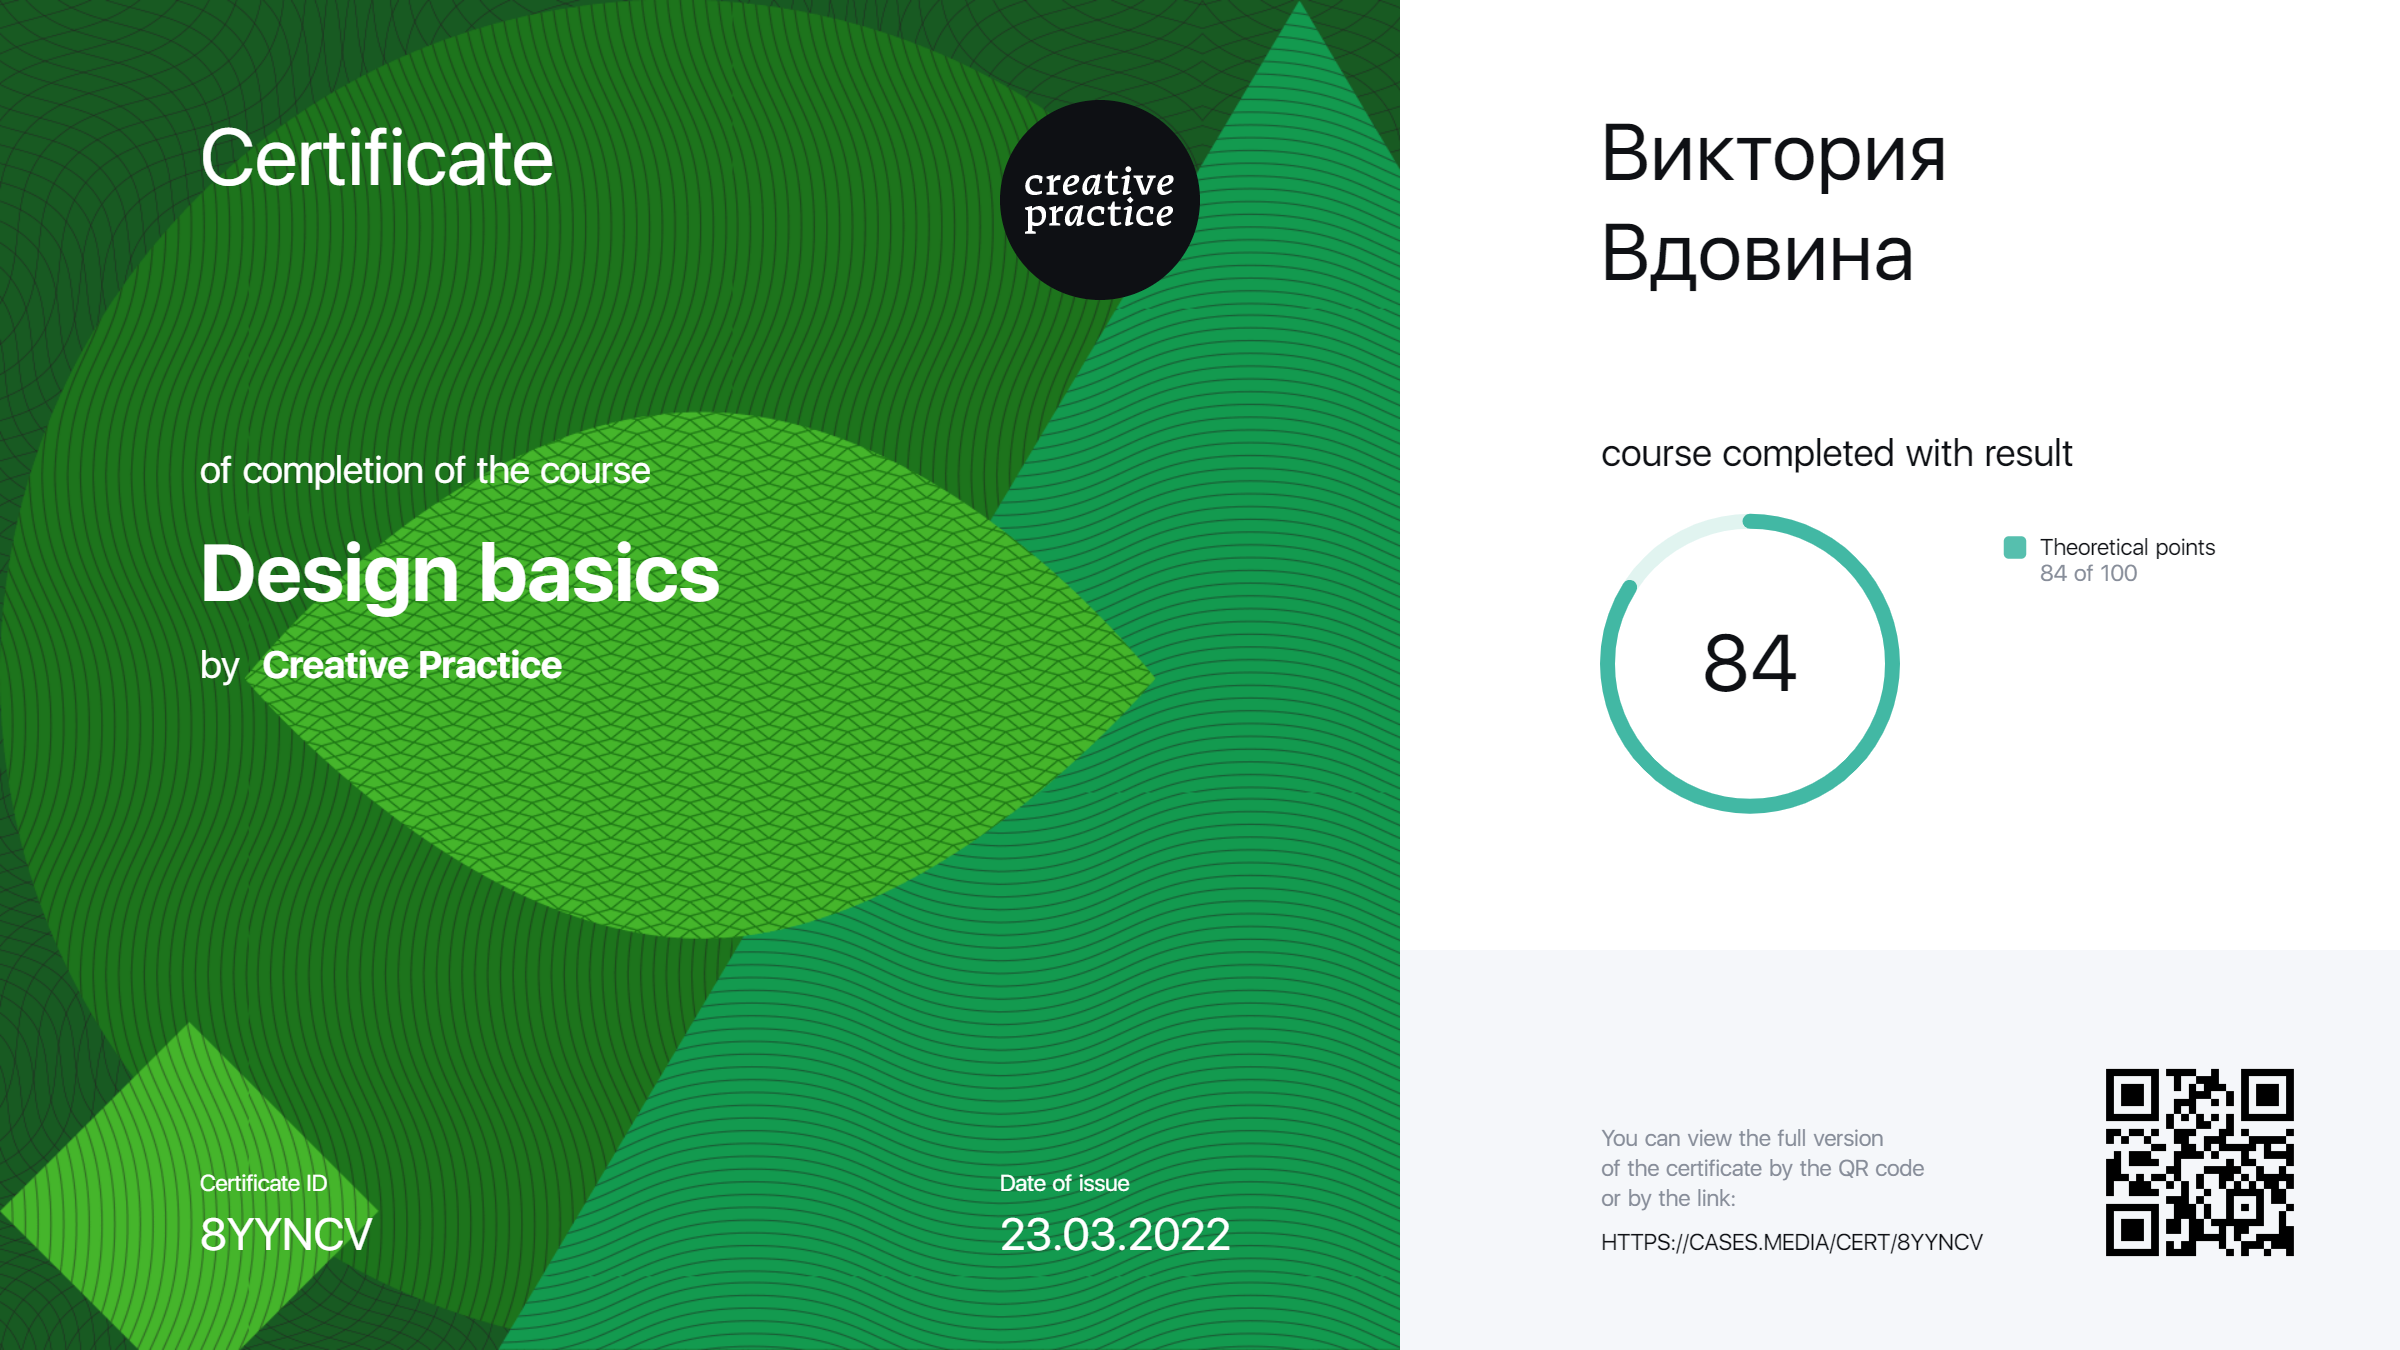 Certificate
creative
practice
of completion of the course
Design basics
by Creative Practice
Certificate ID
8YYNCV
Date of issue
23.03.2022
Виктория
Вдовина
course completed with result
84
Theoretical points
84 of 100
You can view the full version
of the certificate by the QR code
or by the link:
HTTPS://CASES.MEDIA/CERT/8YYNCV